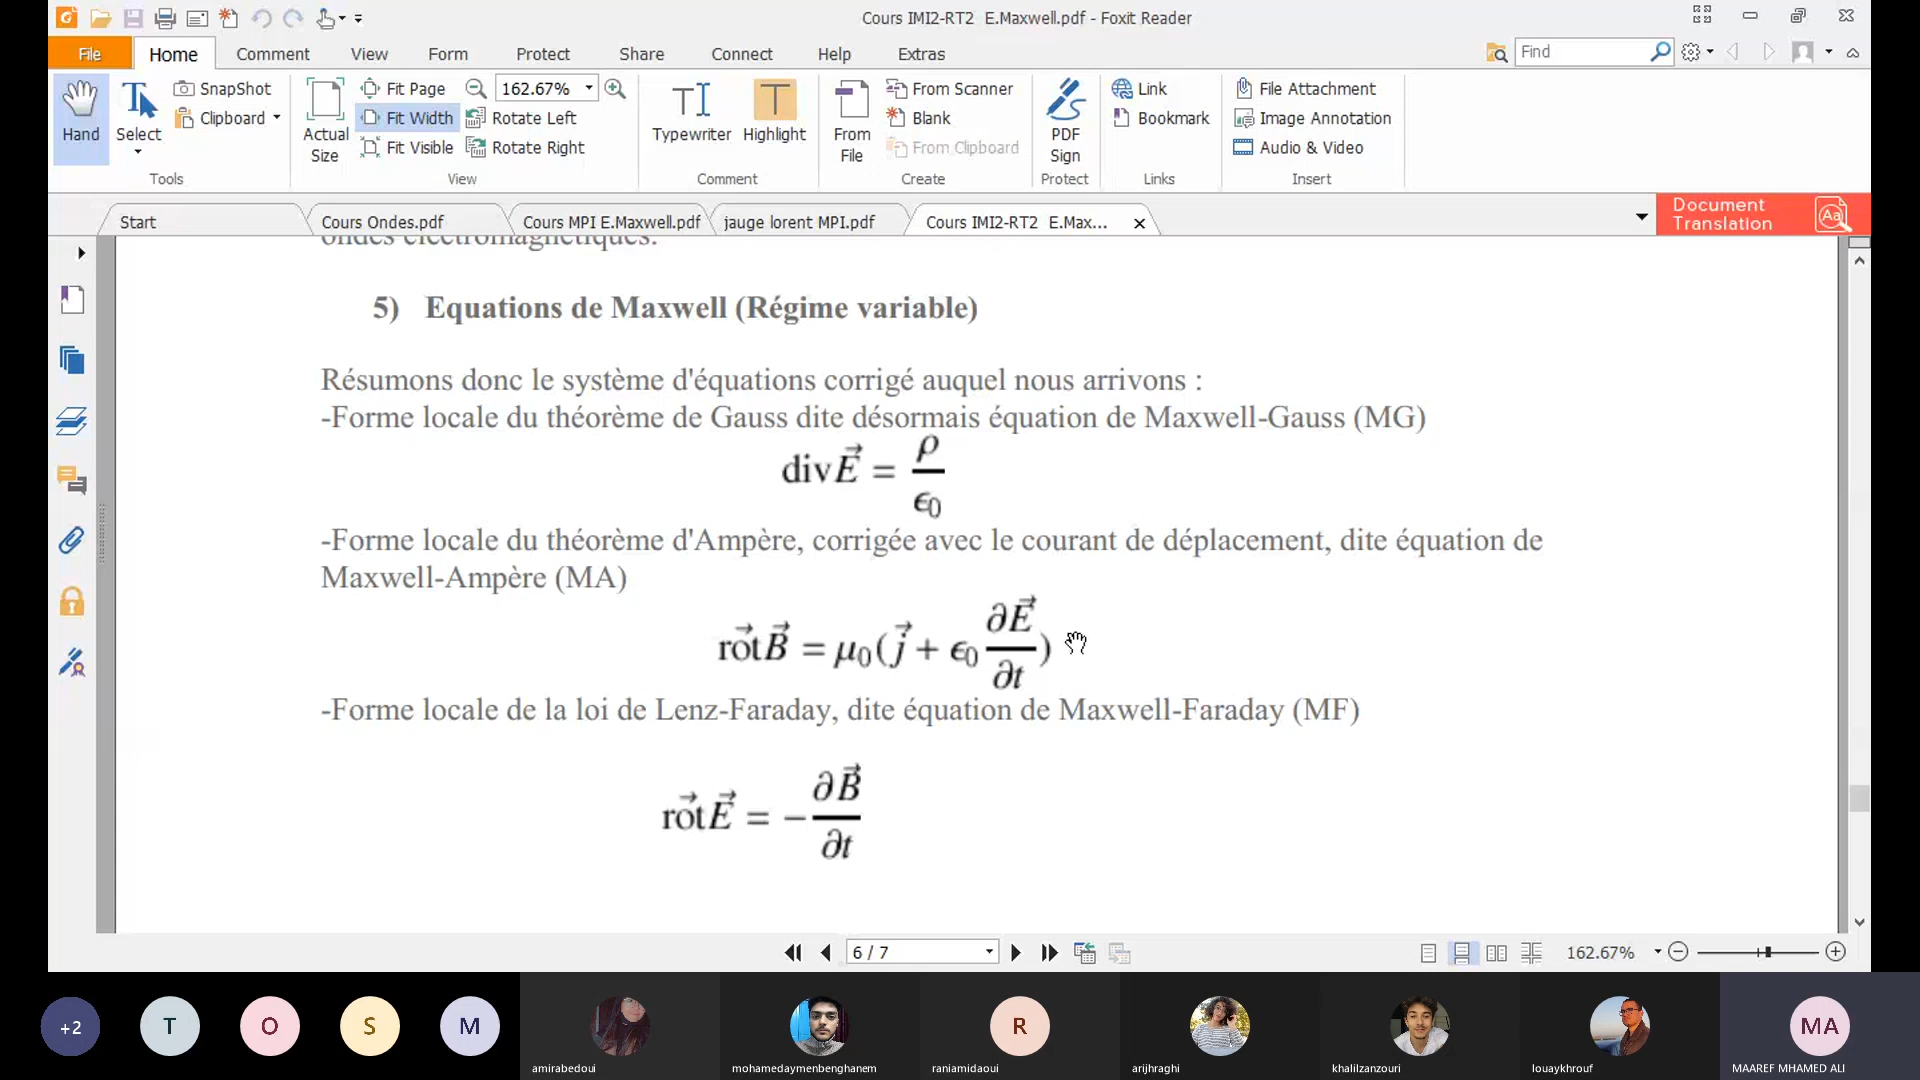 Cours IMI2-RT2 E.Maxwell.pdf - Foxit Reader
File Home Comment View Form Protect Share Connect Help Extras
Find
Hand
Select
SnapShot
Clipboard
Tools
Actual Size
Fit Page
Fit Width
Fit Visible
162.67%
Rotate Left
Rotate Right
View
Typewriter
Highlight
Comment
From File
From Scanner
Blank
From Clipboard
Create
PDF Sign
Protect
Link
Bookmark
Links
File Attachment
Image Annotation
Audio & Video
Insert
Start
Cours Ondes.pdf
Cours MPI E.Maxwell.pdf
jauge lorent MPI.pdf
Cours IMI2-RT2 E.Max...
Document Translation
ondes électromagnétiques.
5) Equations de Maxwell (Régime variable)
Résumons donc le système d'équations corrigé auquel nous arrivons :
-Forme locale du théorème de Gauss dite désormais équation de Maxwell-Gauss (MG)
div E⃗ = ρ/ϵ₀
-Forme locale du théorème d'Ampère, corrigée avec le courant de déplacement, dite équation de
Maxwell-Ampère (MA)
rot⃗ B⃗ = μ₀(j⃗ + ϵ₀ ∂E⃗/∂t)
-Forme locale de la loi de Lenz-Faraday, dite équation de Maxwell-Faraday (MF)
rot⃗ E⃗ = − ∂B⃗/∂t
6 / 7
162.67%
+2
T
O
S
M
R
MA
amirabedoui
mohamedaymenbenghanem
raniamidaoui
arijhraghi
khalilzanzouri
louaykhrouf
MAAREF MHAMED ALI